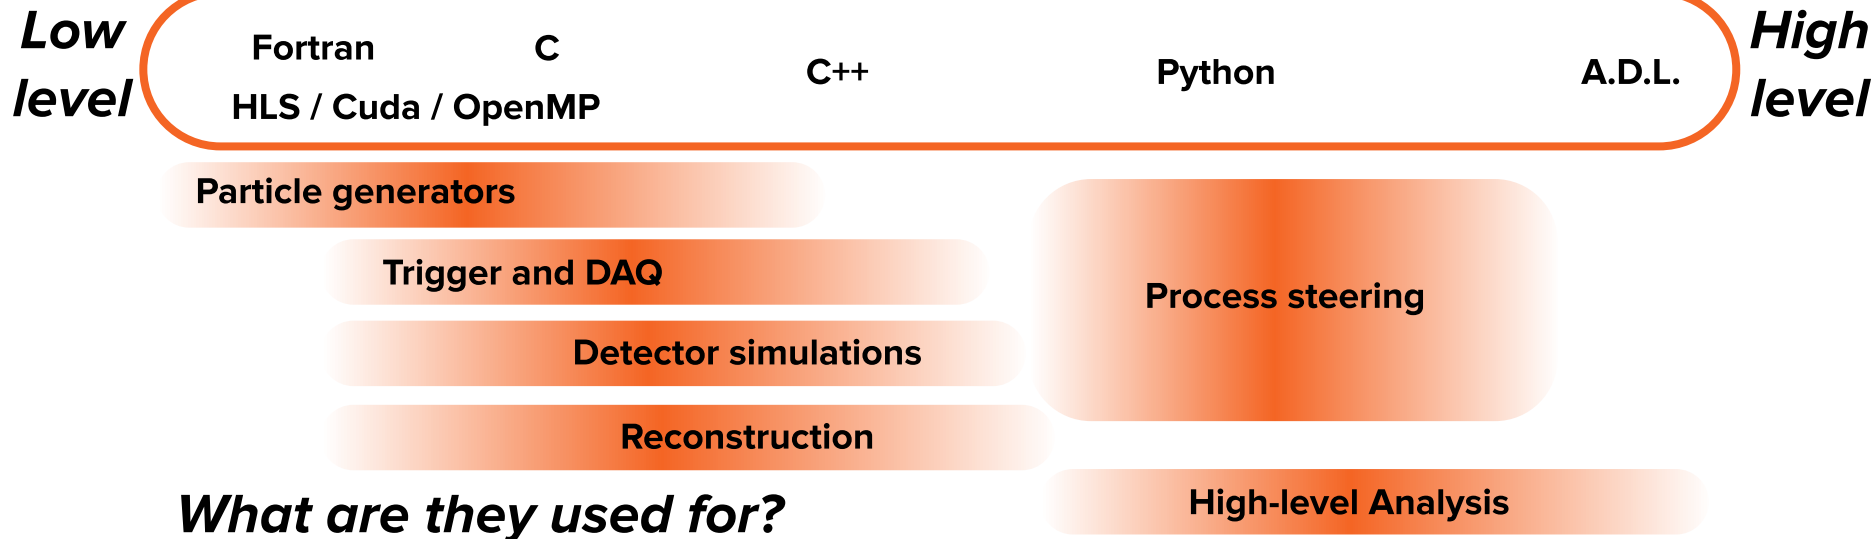 Low
level
Fortran
C
HLS / Cuda / OpenMP
C++
Python
A.D.L.
High
level
Particle generators
Trigger and DAQ
Detector simulations
Reconstruction
Process steering
High-level Analysis
What are they used for?